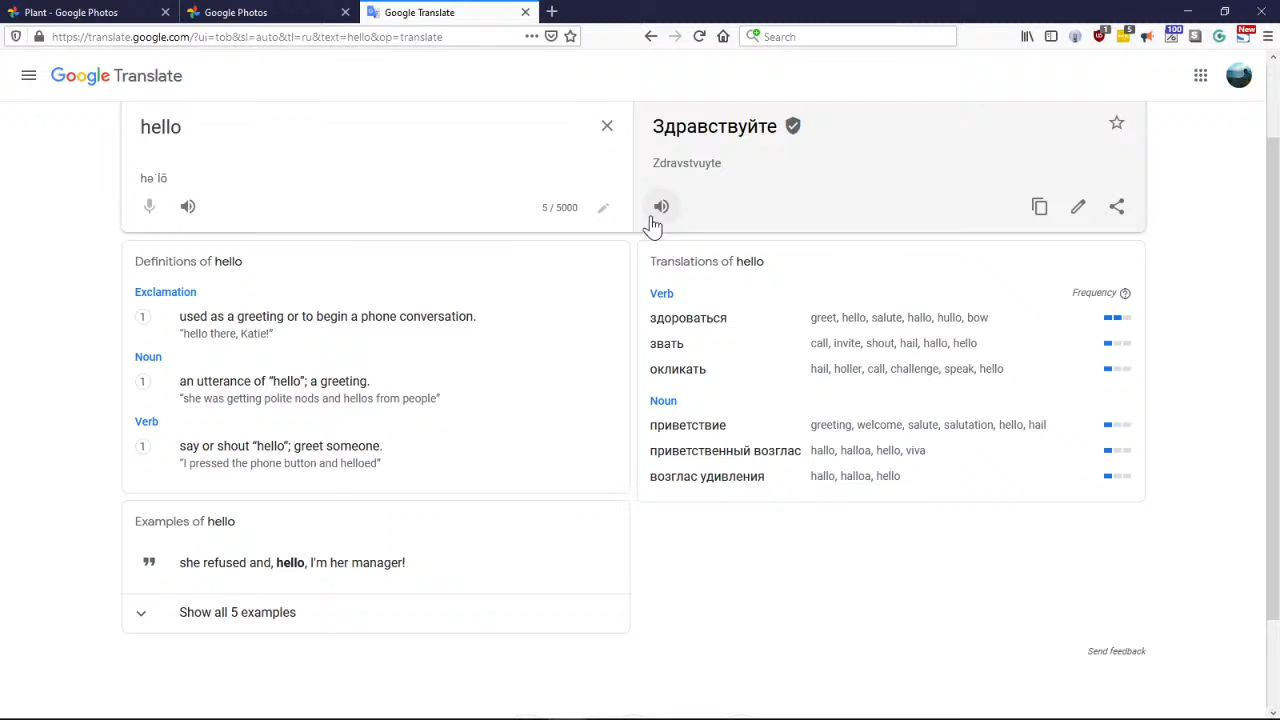 Plant - Google Photos
Google Photos
Google Translate
https://translate.google.com/?ui=tob&sl=auto&tl=ru&text=hello&op=translate
Search
100
New
Google Translate
hello
Здравствуйте
Zdravstvuyte
həˈlō
5 / 5000
Definitions of hello
Exclamation
1
used as a greeting or to begin a phone conversation.
"hello there, Katie!"
Noun
1
an utterance of "hello"; a greeting.
"she was getting polite nods and hellos from people"
Verb
1
say or shout "hello"; greet someone.
"I pressed the phone button and helloed"
Translations of hello
Verb
Frequency
здороваться greet, hello, salute, hallo, hullo, bow
звать call, invite, shout, hail, hallo, hello
окликать hail, holler, call, challenge, speak, hello
Noun
приветствие greeting, welcome, salute, salutation, hello, hail
приветственный возглас hallo, halloa, hello, viva
возглас удивления hallo, halloa, hello
Examples of hello
she refused and, hello, I'm her manager!
Show all 5 examples
Send feedback